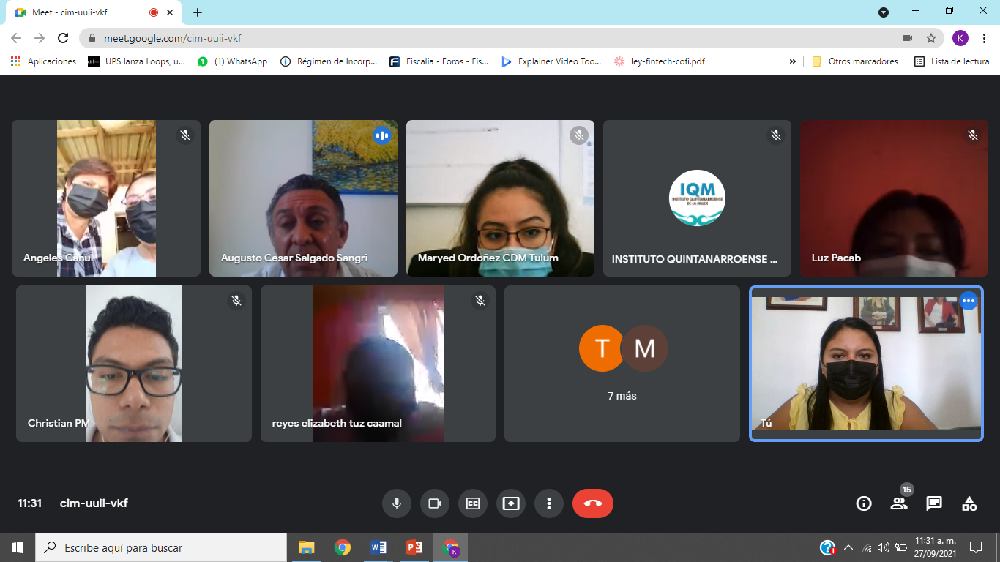 Meet - cim-uuii-vkf
meet.google.com/cim-uuii-vkf
K
Aplicaciones
ctrl
UPS lanza Loops, u...
1
(1) WhatsApp
Régimen de Incorp...
Fiscalia - Foros - Fis...
Explainer Video Too...
ley-fintech-cofi.pdf
»
Otros marcadores
Lista de lectura
Angeles Canul
Augusto Cesar Salgado Sangri
Maryed Ordoñez CDM Tulum
IQM
INSTITUTO QUINTANARROENSE
DE LA MUJER
INSTITUTO QUINTANARROENSE ...
Luz Pacab
Christian PM
reyes elizabeth tuz caamal
T
M
7 más
Tú
11:31 | cim-uuii-vkf
CC
15
Escribe aquí para buscar
W
P
K
11:31 a. m.
27/09/2021